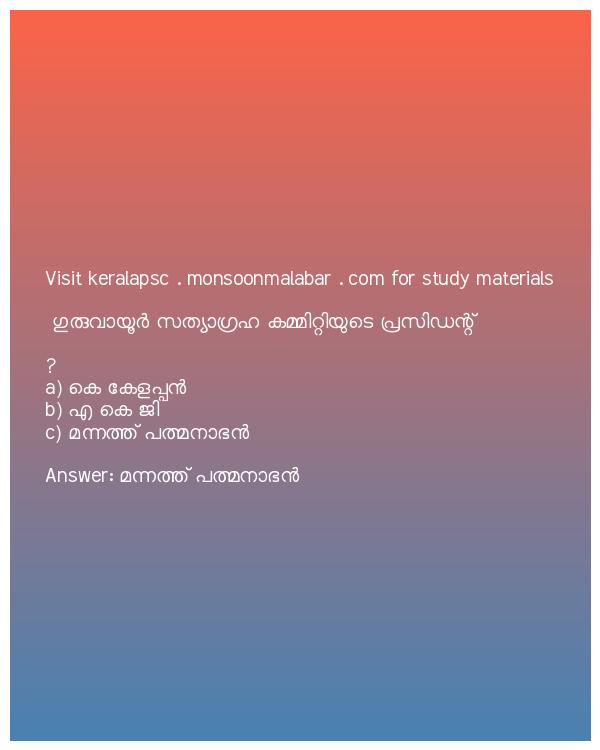 Visit keralapsc . monsoonmalabar . com for study materials
ഗുരുവായൂർ സത്യാഗ്രഹ കമ്മിറ്റിയുടെ പ്രസിഡന്റ്
?
a) കെ കേളപ്പൻ
b) എ കെ ജി
c) മന്നത്ത് പത്മനാഭൻ
Answer: മന്നത്ത് പത്മനാഭൻ